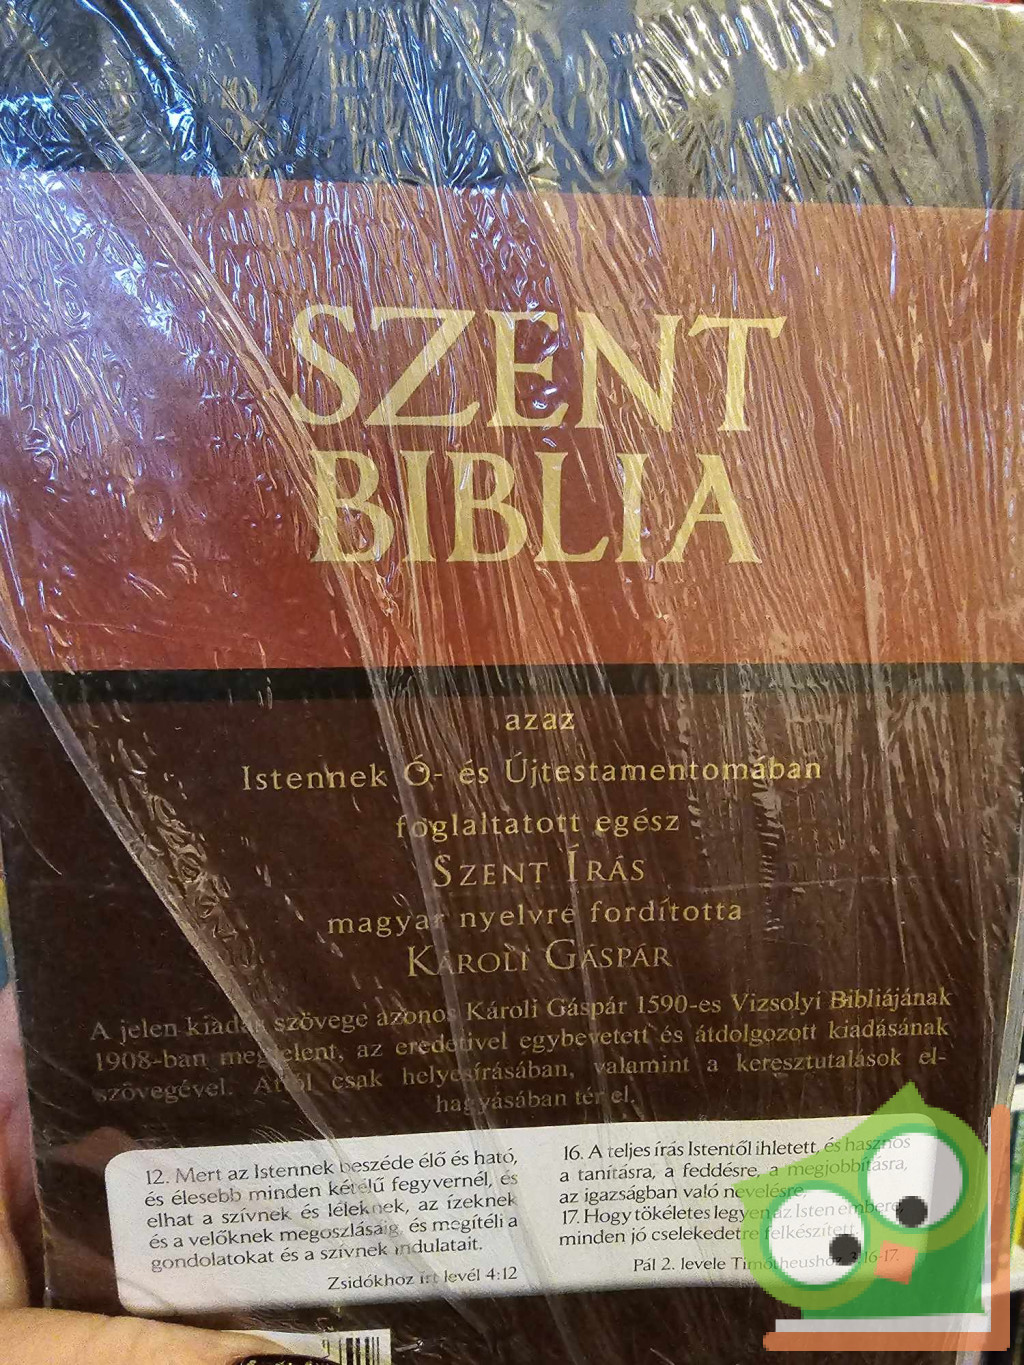 SZENT
BIBLIA
azaz
Istennek Ó- és Újtestamentomában
foglaltatott egész
SZENT ÍRÁS
magyar nyelvre fordította
KÁROLI GÁSPÁR
A jelen kiadás szövege azonos Károli Gáspár 1590-es Vizsolyi Bibliájának
1908-ban megjelent, az eredetivel egybevetett és átdolgozott kiadásának
szövegével. Attól csak helyesírásában, valamint a keresztutalások el-
hagyásában tér el.
12. Mert az Istennek beszéde élő és ható,
és élesebb minden kétélű fegyvernél, és
elhat a szívnek és léleknek, az ízeknek
és a velőknek megoszlásáig, és megítéli a
gondolatokat és a szívnek indulatait.
Zsidókhoz írt levél 4:12
16. A teljes írás Istentől ihletett, és hasznos
a tanításra, a feddésre, a megjobbításra,
az igazságban való nevelésre,
17. Hogy tökéletes legyen az Isten embere,
minden jó cselekedetre felkészített.
Pál 2. levele Timótheushoz 3:16-17.